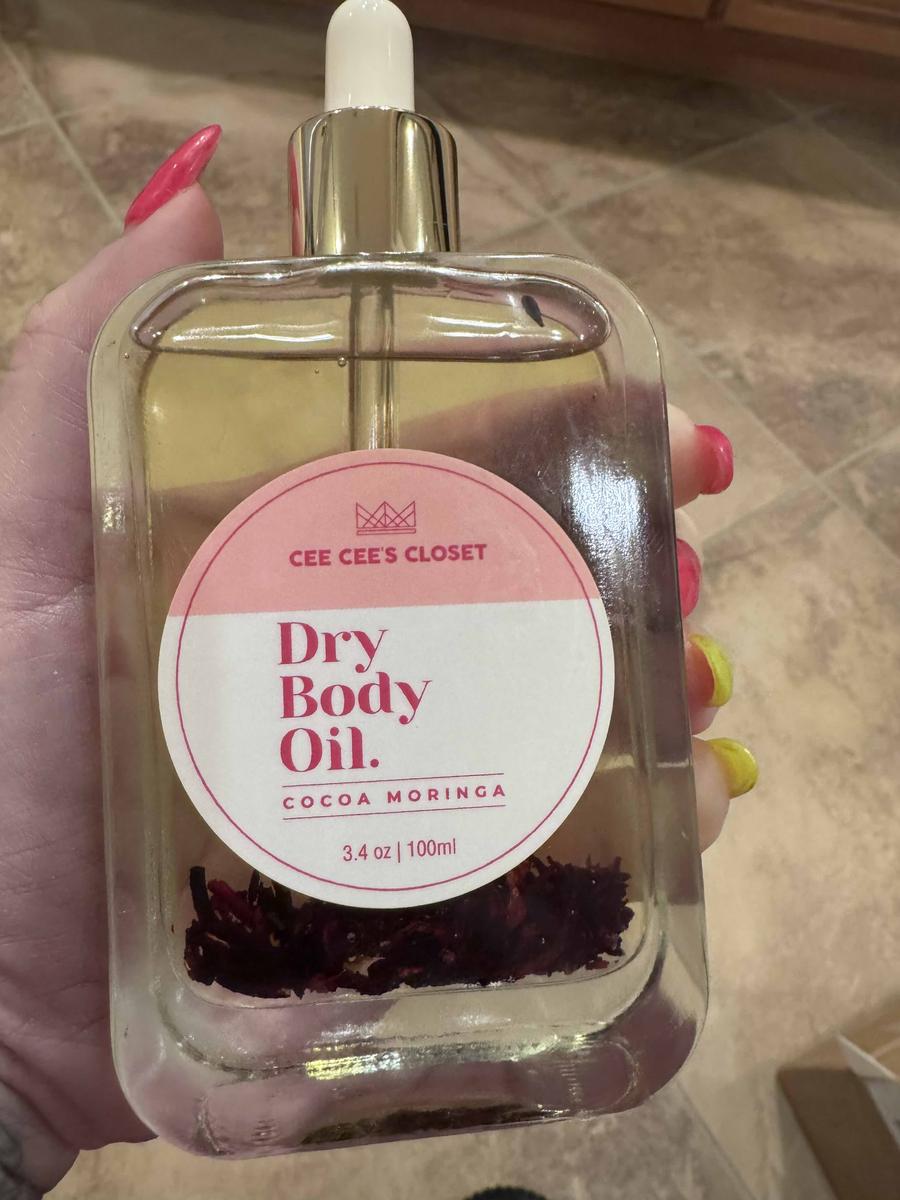 CEE CEE'S CLOSET
Dry
Body
Oil.
COCOA MORINGA
3.4 oz | 100ml